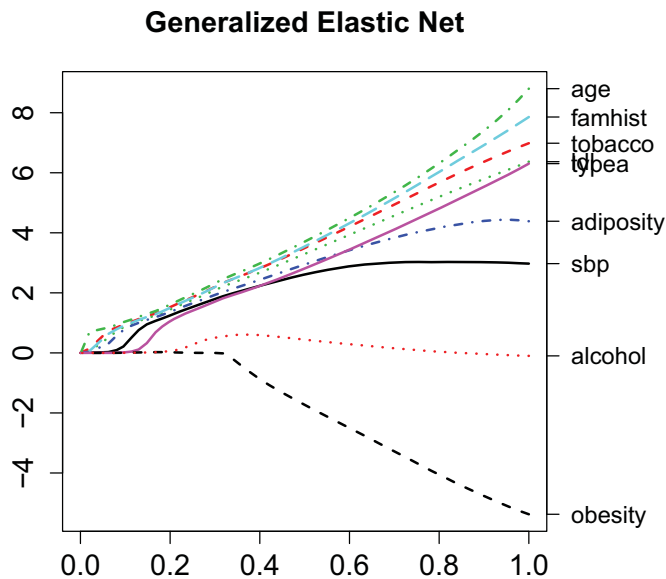 Generalized Elastic Net
8
6
4
2
0
−2
−4
0.0 0.2 0.4 0.6 0.8 1.0
age
famhist
tobacco
ldl
typea
adiposity
sbp
alcohol
obesity